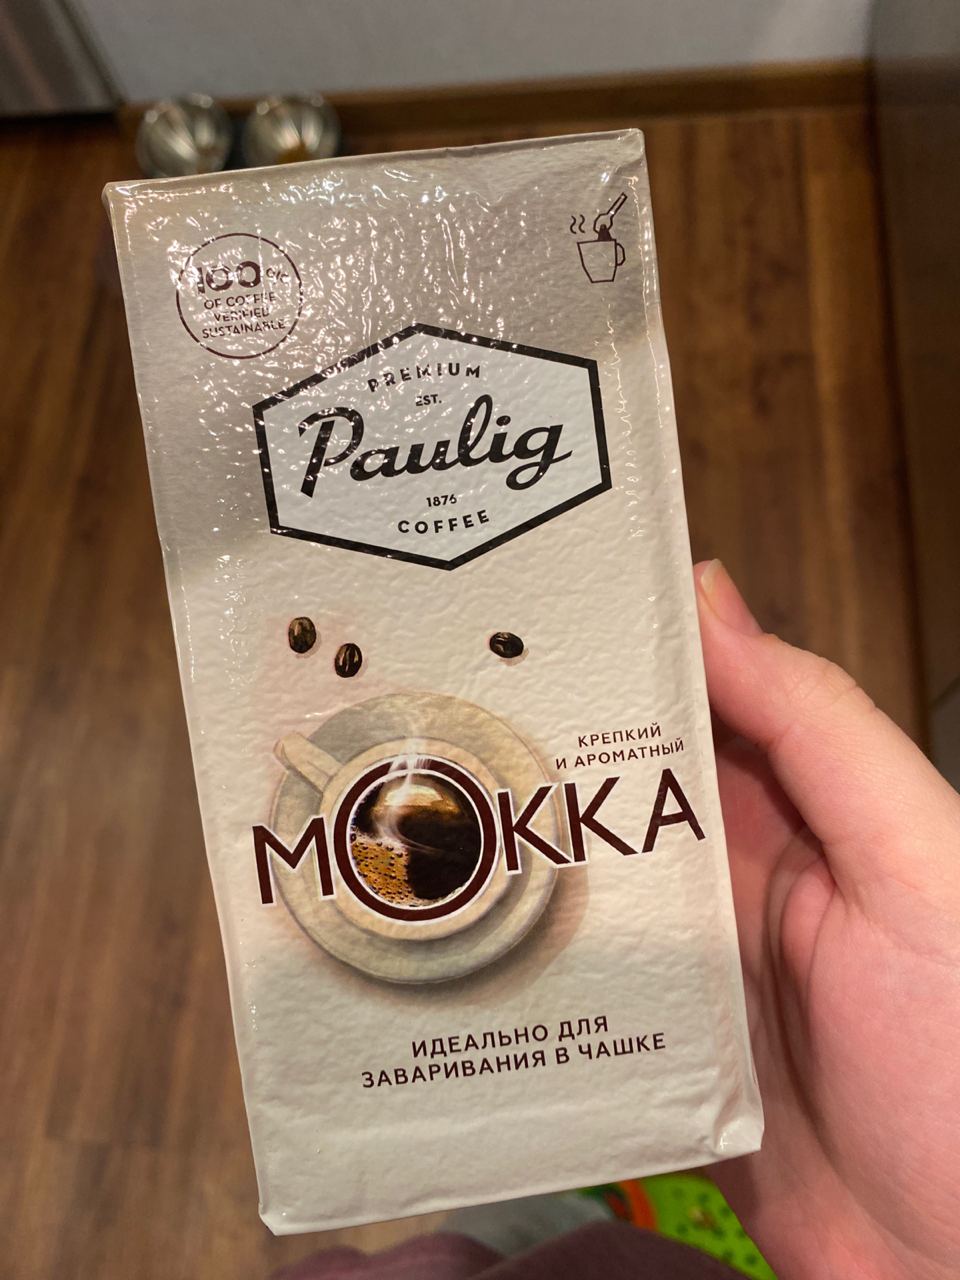 100%
OF COFFEE
VERIFIED
SUSTAINABLE
PREMIUM
EST.
Paulig
1876
COFFEE
КРЕПКИЙ
И АРОМАТНЫЙ
МОККА
ИДЕАЛЬНО ДЛЯ
ЗАВАРИВАНИЯ В ЧАШКЕ